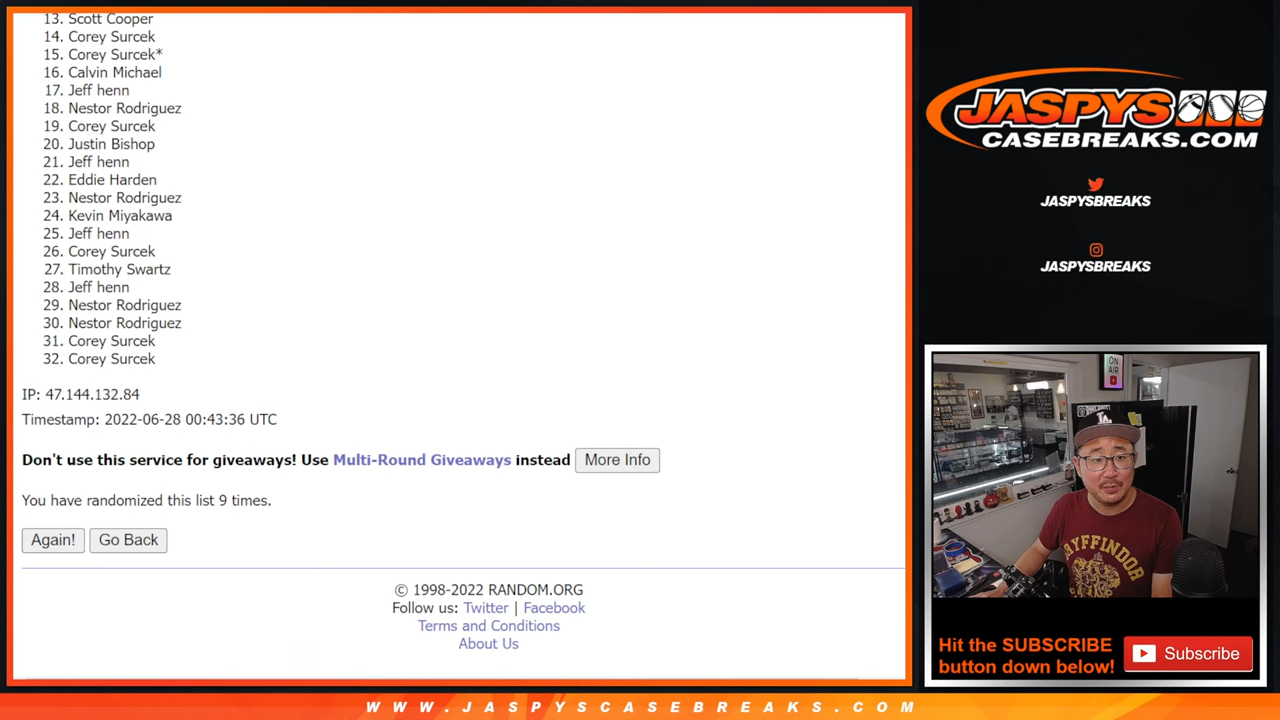 13. Scott Cooper
14. Corey Surcek
15. Corey Surcek*
16. Calvin Michael
17. Jeff henn
18. Nestor Rodriguez
19. Corey Surcek
20. Justin Bishop
21. Jeff henn
22. Eddie Harden
23. Nestor Rodriguez
24. Kevin Miyakawa
25. Jeff henn
26. Corey Surcek
27. Timothy Swartz
28. Jeff henn
29. Nestor Rodriguez
30. Nestor Rodriguez
31. Corey Surcek
32. Corey Surcek
IP: 47.144.132.84
Timestamp: 2022-06-28 00:43:36 UTC
Don't use this service for giveaways! Use Multi-Round Giveaways instead More Info
You have randomized this list 9 times.
Again! Go Back
© 1998-2022 RANDOM.ORG
Follow us: Twitter | Facebook
Terms and Conditions
About Us
JASPYS
CASEBREAKS.COM
JASPYSBREAKS
JASPYSBREAKS
ON
AIR
LA
GRYFFINDOR
Hit the SUBSCRIBE
button down below!
Subscribe
WWW.JASPYSCASEBREAKS.COM